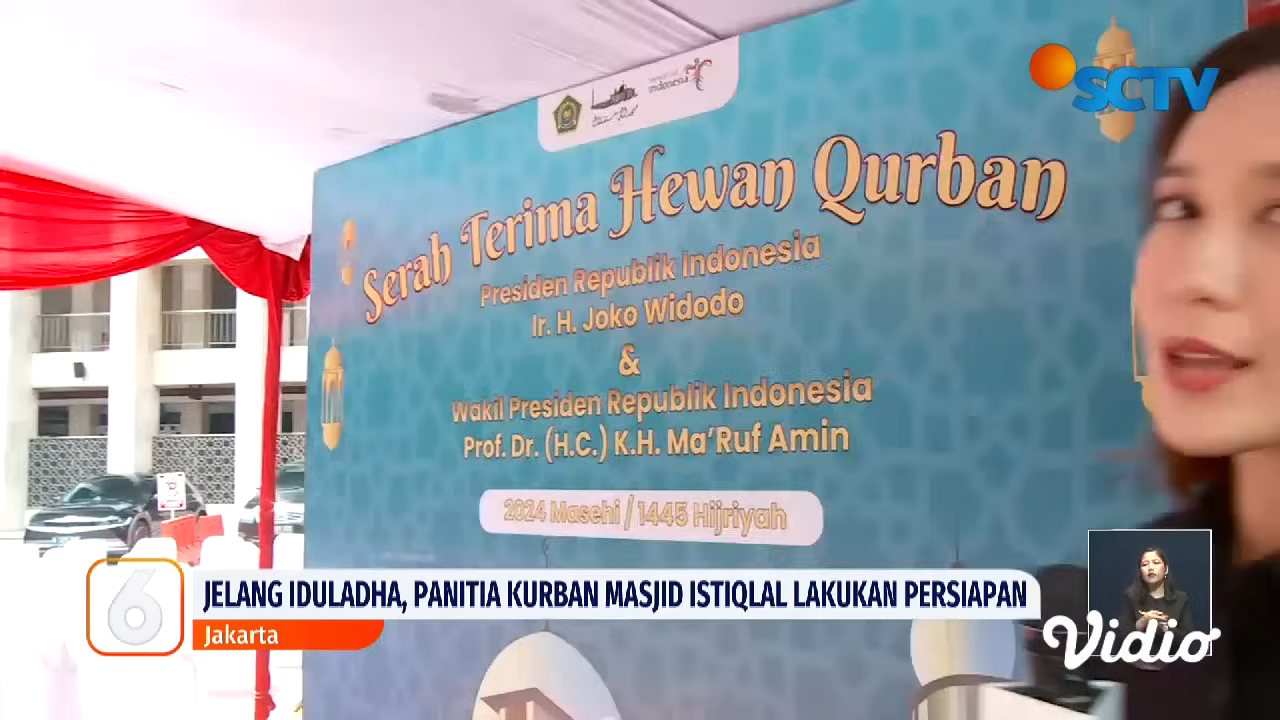 SCTV
indonesia
Serah Terima Hewan Qurban
Presiden Republik Indonesia
Ir. H. Joko Widodo
&
Wakil Presiden Republik Indonesia
Prof. Dr. (H.C.) K.H. Ma'Ruf Amin
2024 Masehi / 1445 Hijriyah
6
JELANG IDULADHA, PANITIA KURBAN MASJID ISTIQLAL LAKUKAN PERSIAPAN
Jakarta
Vidio